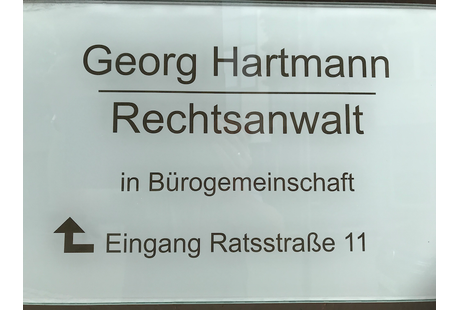 Georg Hartmann
Rechtsanwalt
in Bürogemeinschaft
Eingang Ratsstraße 11